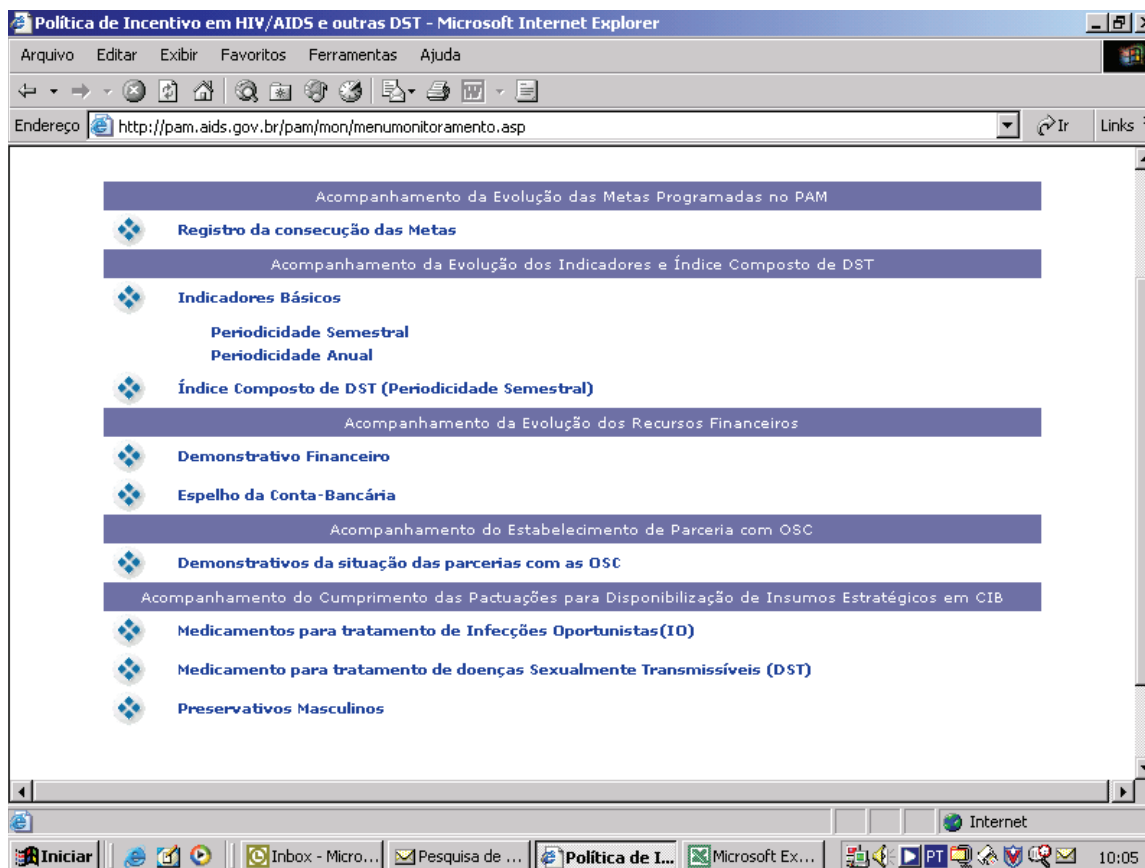 Política de Incentivo em HIV/AIDS e outras DST - Microsoft Internet Explorer
Arquivo Editar Exibir Favoritos Ferramentas Ajuda
Endereço http://pam.aids.gov.br/pam/mon/menumonitoramento.asp Ir Links
Acompanhamento da Evolução das Metas Programadas no PAM
Registro da consecução das Metas
Acompanhamento da Evolução dos Indicadores e Índice Composto de DST
Indicadores Básicos
Periodicidade Semestral
Periodicidade Anual
Índice Composto de DST (Periodicidade Semestral)
Acompanhamento da Evolução dos Recursos Financeiros
Demonstrativo Financeiro
Espelho da Conta-Bancária
Acompanhamento do Estabelecimento de Parceria com OSC
Demonstrativos da situação das parcerias com as OSC
Acompanhamento do Cumprimento das Pactuações para Disponibilização de Insumos Estratégicos em CIB
Medicamentos para tratamento de Infecções Oportunistas(IO)
Medicamento para tratamento de doenças Sexualmente Transmissíveis (DST)
Preservativos Masculinos
Internet
Iniciar Inbox - Micro... Pesquisa de ... Política de I... Microsoft Ex... PT 10:05